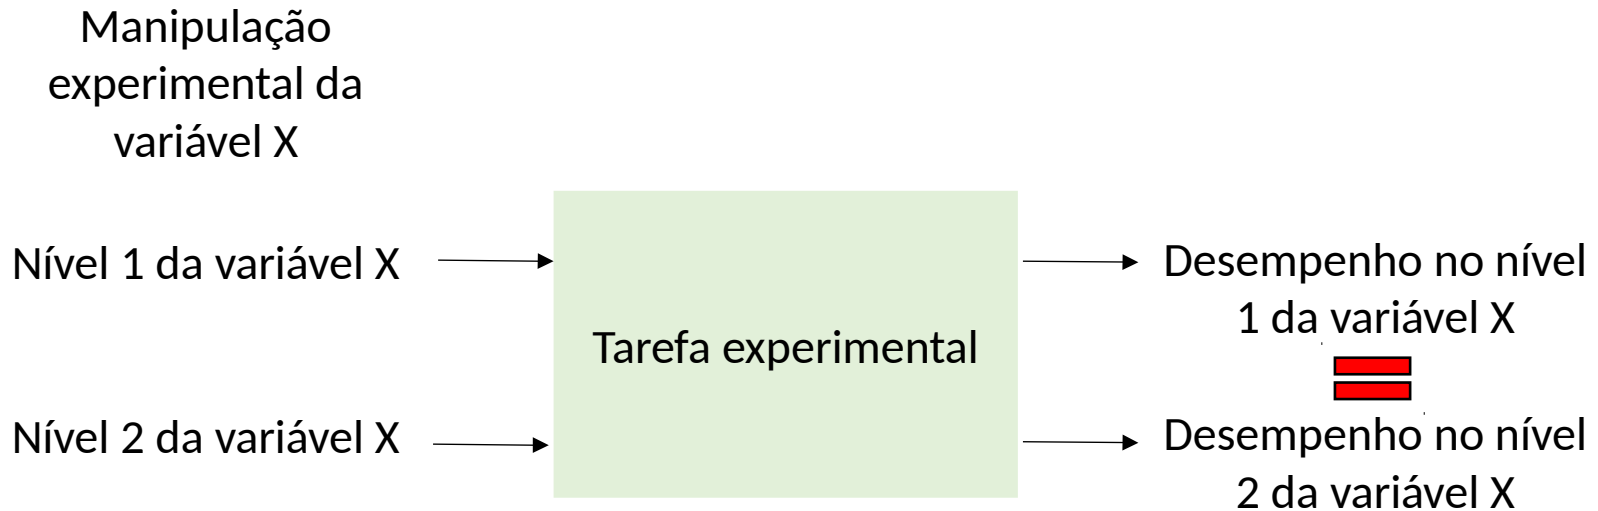 Manipulação
experimental da
variável X
Nível 1 da variável X
Desempenho no nível
1 da variável X
Tarefa experimental
Nível 2 da variável X
Desempenho no nível
2 da variável X